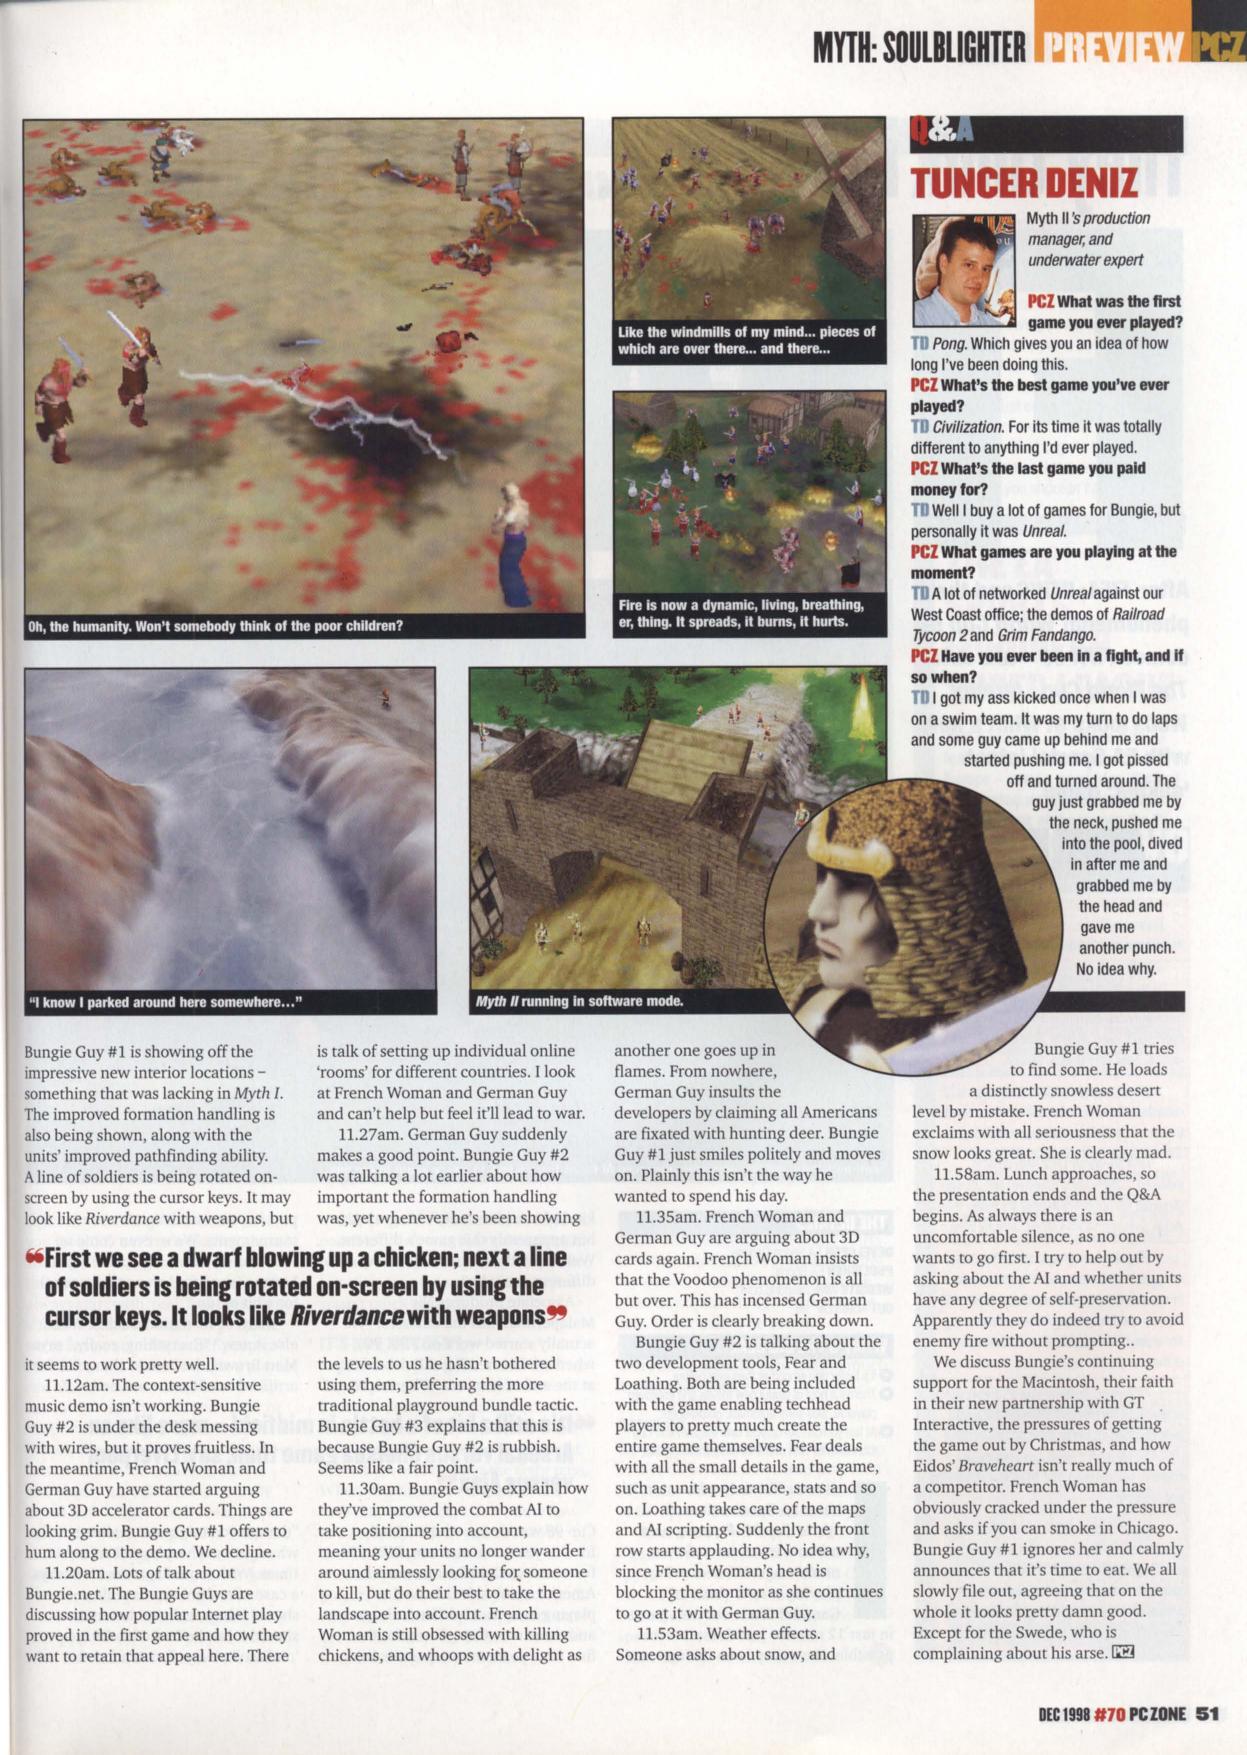 MYTH: SOULBLIGHTER PREVIEW PCZ
Oh, the humanity. Won't somebody think of the poor children?
Like the windmills of my mind... pieces of
which are over there... and there...
Fire is now a dynamic, living, breathing,
er, thing. It spreads, it burns, it hurts.
"I know I parked around here somewhere..."
Myth II running in software mode.
Q&A
TUNCER DENIZ
Myth II's production
manager, and
underwater expert
PCZ What was the first
game you ever played?
TD Pong. Which gives you an idea of how
long I've been doing this.
PCZ What's the best game you've ever
played?
TD Civilization. For its time it was totally
different to anything I'd ever played.
PCZ What's the last game you paid
money for?
TD Well I buy a lot of games for Bungie, but
personally it was Unreal.
PCZ What games are you playing at the
moment?
TD A lot of networked Unreal against our
West Coast office; the demos of Railroad
Tycoon 2 and Grim Fandango.
PCZ Have you ever been in a fight, and if
so when?
TD I got my ass kicked once when I was
on a swim team. It was my turn to do laps
and some guy came up behind me and
started pushing me. I got pissed
off and turned around. The
guy just grabbed me by
the neck, pushed me
into the pool, dived
in after me and
grabbed me by
the head and
gave me
another punch.
No idea why.
Bungie Guy #1 is showing off the
impressive new interior locations –
something that was lacking in Myth I.
The improved formation handling is
also being shown, along with the
units' improved pathfinding ability.
A line of soldiers is being rotated on-
screen by using the cursor keys. It may
look like Riverdance with weapons, but
“First we see a dwarf blowing up a chicken; next a line
of soldiers is being rotated on-screen by using the
cursor keys. It looks like Riverdance with weapons”
it seems to work pretty well.
11.12am. The context-sensitive
music demo isn't working. Bungie
Guy #2 is under the desk messing
with wires, but it proves fruitless. In
the meantime, French Woman and
German Guy have started arguing
about 3D accelerator cards. Things are
looking grim. Bungie Guy #1 offers to
hum along to the demo. We decline.
11.20am. Lots of talk about
Bungie.net. The Bungie Guys are
discussing how popular Internet play
proved in the first game and how they
want to retain that appeal here. There
is talk of setting up individual online
'rooms' for different countries. I look
at French Woman and German Guy
and can't help but feel it'll lead to war.
11.27am. German Guy suddenly
makes a good point. Bungie Guy #2
was talking a lot earlier about how
important the formation handling
was, yet whenever he's been showing
the levels to us he hasn't bothered
using them, preferring the more
traditional playground bundle tactic.
Bungie Guy #3 explains that this is
because Bungie Guy #2 is rubbish.
Seems like a fair point.
11.30am. Bungie Guys explain how
they've improved the combat AI to
take positioning into account,
meaning your units no longer wander
around aimlessly looking for someone
to kill, but do their best to take the
landscape into account. French
Woman is still obsessed with killing
chickens, and whoops with delight as
another one goes up in
flames. From nowhere,
German Guy insults the
developers by claiming all Americans
are fixated with hunting deer. Bungie
Guy #1 just smiles politely and moves
on. Plainly this isn't the way he
wanted to spend his day.
11.35am. French Woman and
German Guy are arguing about 3D
cards again. French Woman insists
that the Voodoo phenomenon is all
but over. This has incensed German
Guy. Order is clearly breaking down.
Bungie Guy #2 is talking about the
two development tools, Fear and
Loathing. Both are being included
with the game enabling techhead
players to pretty much create the
entire game themselves. Fear deals
with all the small details in the game,
such as unit appearance, stats and so
on. Loathing takes care of the maps
and AI scripting. Suddenly the front
row starts applauding. No idea why,
since French Woman's head is
blocking the monitor as she continues
to go at it with German Guy.
11.53am. Weather effects.
Someone asks about snow, and
Bungie Guy #1 tries
to find some. He loads
a distinctly snowless desert
level by mistake. French Woman
exclaims with all seriousness that the
snow looks great. She is clearly mad.
11.58am. Lunch approaches, so
the presentation ends and the Q&A
begins. As always there is an
uncomfortable silence, as no one
wants to go first. I try to help out by
asking about the AI and whether units
have any degree of self-preservation.
Apparently they do indeed try to avoid
enemy fire without prompting..
We discuss Bungie's continuing
support for the Macintosh, their faith
in their new partnership with GT
Interactive, the pressures of getting
the game out by Christmas, and how
Eidos' Braveheart isn't really much of
a competitor. French Woman has
obviously cracked under the pressure
and asks if you can smoke in Chicago.
Bungie Guy #1 ignores her and calmly
announces that it's time to eat. We all
slowly file out, agreeing that on the
whole it looks pretty damn good.
Except for the Swede, who is
complaining about his arse. PCZ
DEC 1998 #70 PC ZONE 51